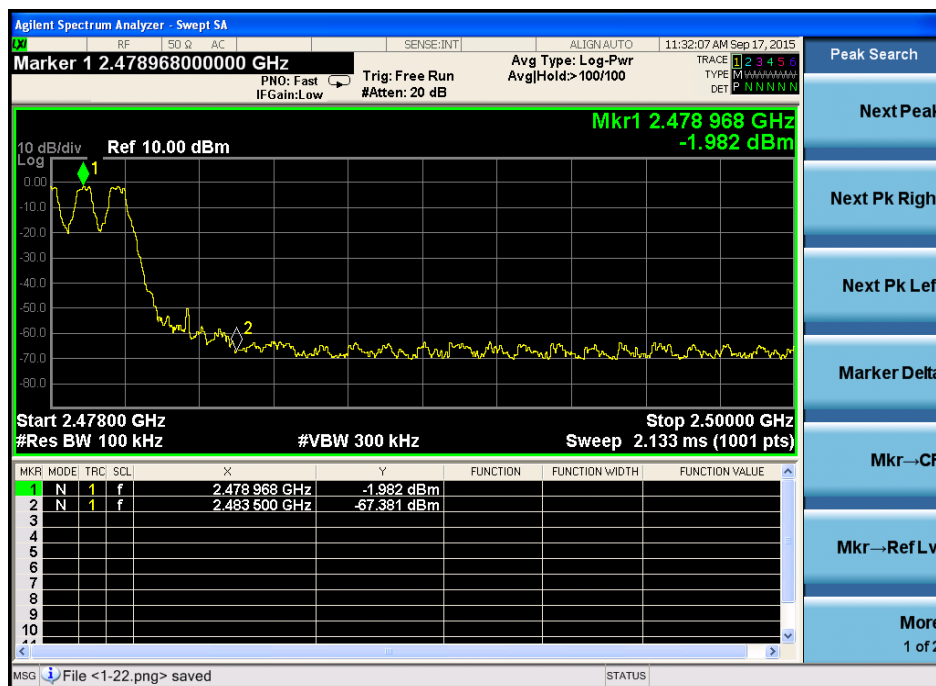 Agilent Spectrum Analyzer - Swept SA
LXI RF 50 Ω AC SENSE:INT ALIGN AUTO 11:32:07 AM Sep 17, 2015
Marker 1 2.478968000000 GHz
PNO: Fast
IFGain:Low
Trig: Free Run
#Atten: 20 dB
Avg Type: Log-Pwr
Avg|Hold:> 100/100
TRACE 1 2 3 4 5 6
TYPE M WWWWW
DET P N N N N N
Mkr1 2.478 968 GHz
-1.982 dBm
10 dB/div Ref 10.00 dBm
Log
1
0.00
-10.0
-20.0
-30.0
-40.0
-50.0
-60.0
2
-70.0
-80.0
Start 2.47800 GHz Stop 2.50000 GHz
#Res BW 100 kHz #VBW 300 kHz Sweep 2.133 ms (1001 pts)
MKR MODE TRC SCL X Y FUNCTION FUNCTION WIDTH FUNCTION VALUE
1 N 1 f 2.478 968 GHz -1.982 dBm
2 N 1 f 2.483 500 GHz -67.381 dBm
3
4
5
6
7
8
9
10
MSG File <1-22.png> saved STATUS
Peak Search
Next Peak
Next Pk Righ
Next Pk Lef
Marker Delta
Mkr→CF
Mkr→Ref Lv
More
1 of 2